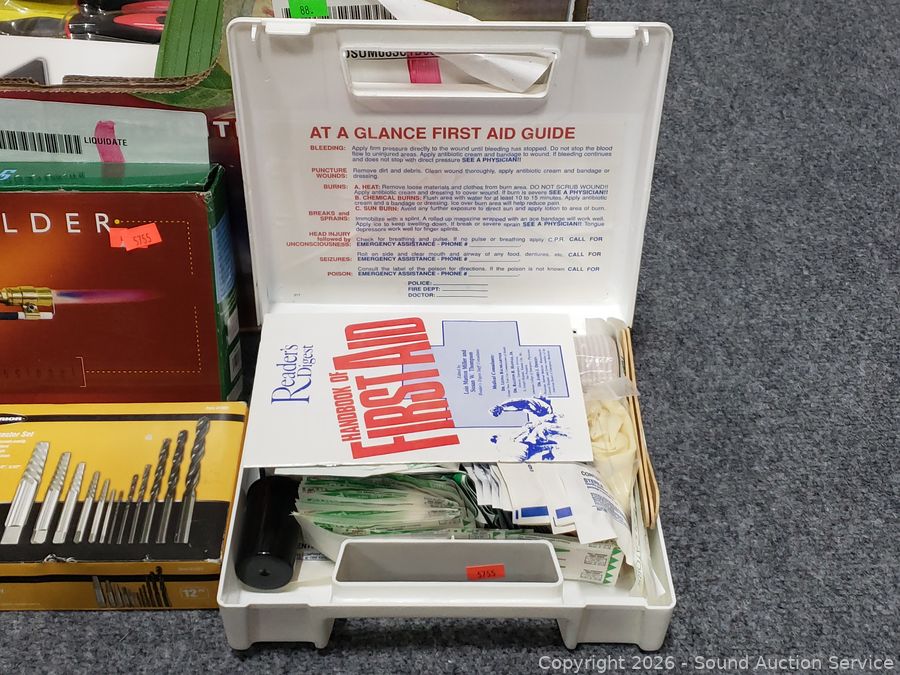 88.
LIQUIDATE
LDER
5755
AT A GLANCE FIRST AID GUIDE
BLEEDING: Apply firm pressure directly to the wound until bleeding has stopped. Do not stop the blood
flow to uninjured areas. Apply antibiotic cream and bandage to wound. If bleeding continues
and does not stop with direct pressure SEE A PHYSICIAN!!
PUNCTURE WOUNDS: Remove dirt and debris. Clean wound thoroughly, apply antibiotic cream and bandage or
dressing.
BURNS: A. HEAT: Remove loose materials and clothes from burn area. DO NOT SCRUB WOUND!!
Apply antibiotic cream and dressing to cover wound. If burn is severe SEE A PHYSICIAN!!
B. CHEMICAL BURNS: Flush area with water for at least 10 to 15 minutes. Apply antibiotic
cream and a bandage or dressing. Ice over burn area will help reduce pain.
C. SUN BURN: Avoid any further exposure to direct sun and apply lotion to area of burn.
BREAKS and SPRAINS: Immobilize with a splint. A rolled up magazine wrapped with an ace bandage will work well.
Apply ice to keep swelling down. If break or severe sprain SEE A PHYSICIAN!! Tongue
depressors work well for finger splints.
HEAD INJURY followed by UNCONSCIOUSNESS: Check for breathing and pulse. If no pulse or breathing apply C.P.R. CALL FOR
EMERGENCY ASSISTANCE - PHONE #
SEIZURES: Roll on side and clear mouth and airway of any food, dentures, etc. CALL FOR
EMERGENCY ASSISTANCE - PHONE #
POISON: Consult the label of the poison for directions. If the poison is not known CALL FOR
EMERGENCY ASSISTANCE - PHONE #
POLICE:
FIRE DEPT:
DOCTOR:
Reader's
Digest
HANDBOOK OF
FIRST AID
Edited by
Lois Mattox Miller and
Susan W. Thompson
Medical Consultants:
12
5755
Copyright © 2026 - Sound Auction Service